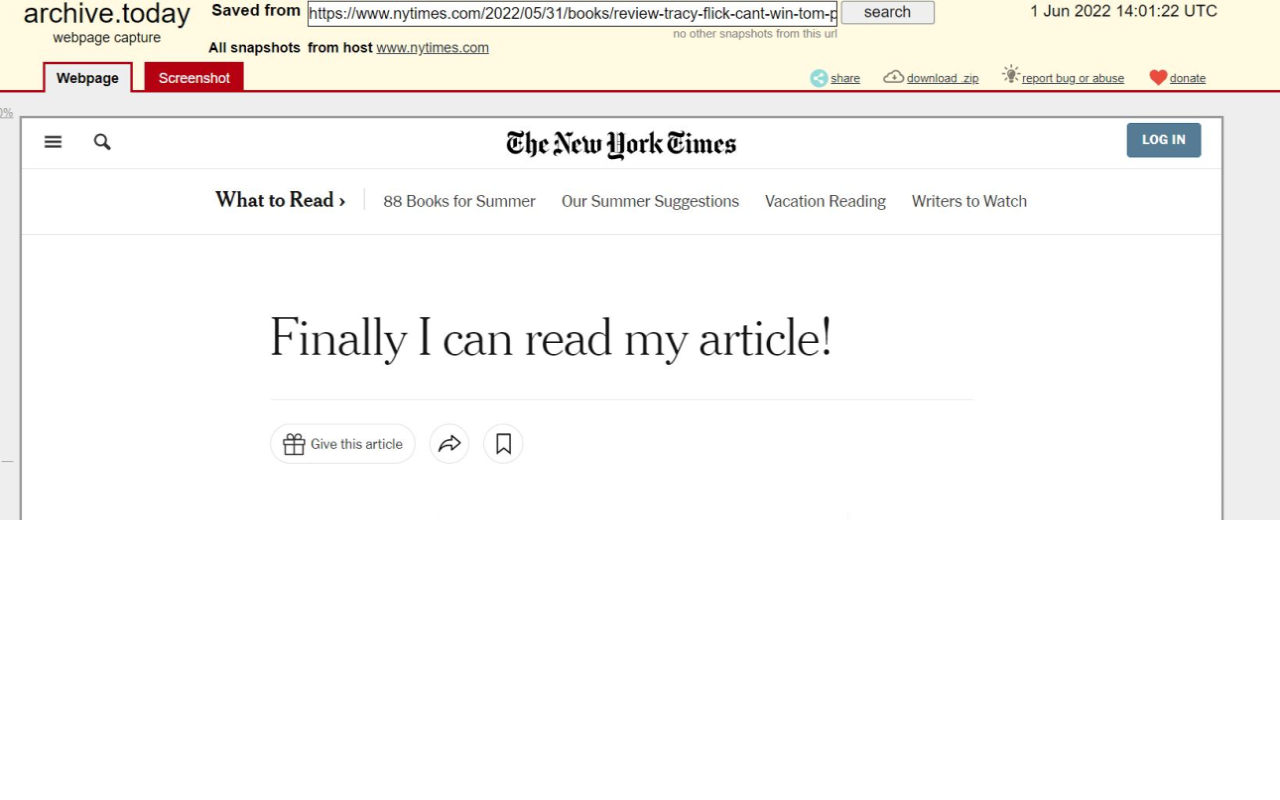 archive.today
webpage capture
Saved from https://www.nytimes.com/2022/05/31/books/review-tracy-flick-cant-win-tom-p search
no other snapshots from this url
1 Jun 2022 14:01:22 UTC
All snapshots from host www.nytimes.com
Webpage Screenshot
share download .zip report bug or abuse donate
0%
The New York Times
LOG IN
What to Read › 88 Books for Summer Our Summer Suggestions Vacation Reading Writers to Watch
Finally I can read my article!
Give this article